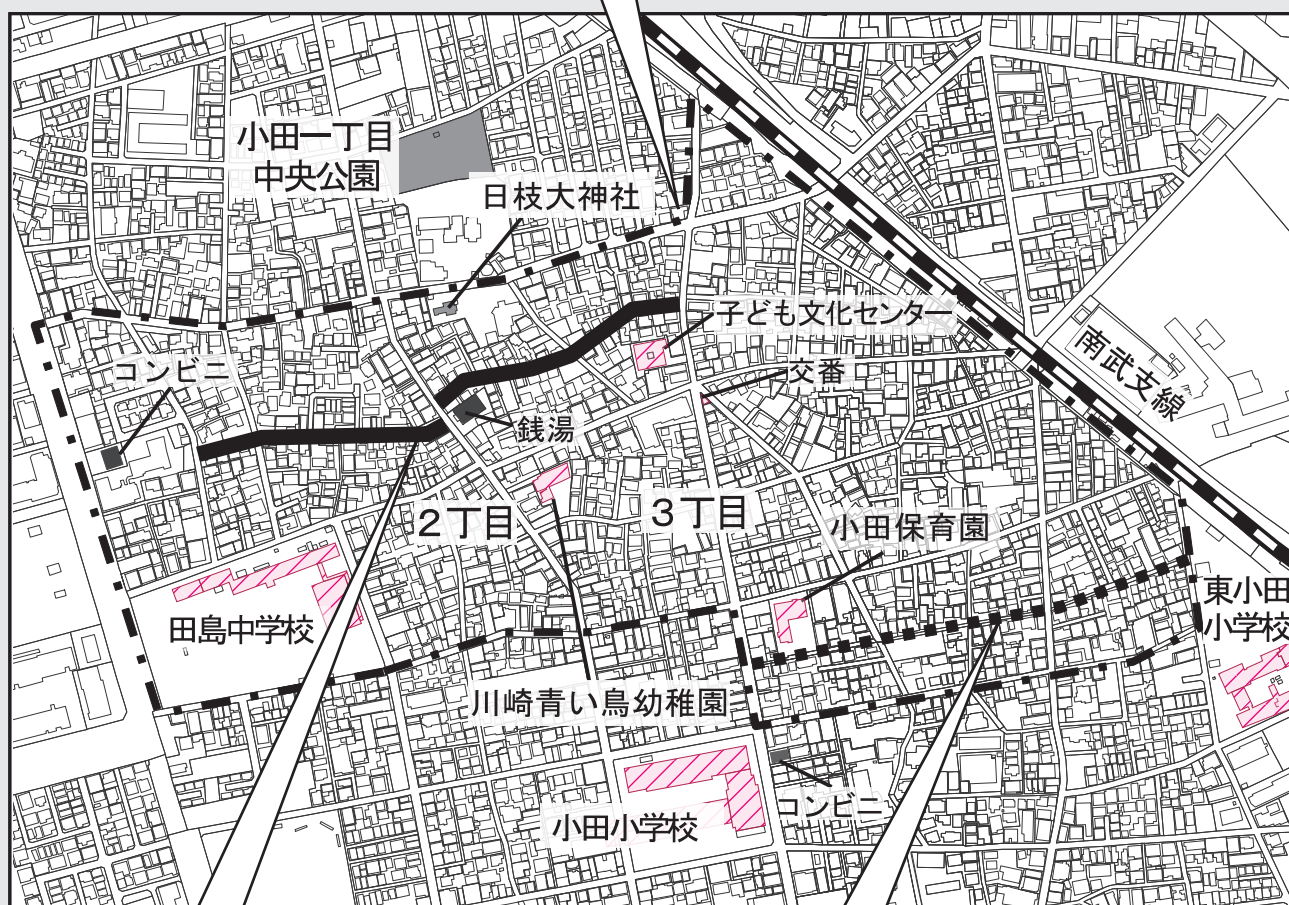 小田一丁目
中央公園
日枝大神社
子ども文化センター
南武支線
コンビニ
交番
銭湯
2丁目
3丁目
小田保育園
田島中学校
東小田
小学校
川崎青い鳥幼稚園
小田小学校
コンビニ